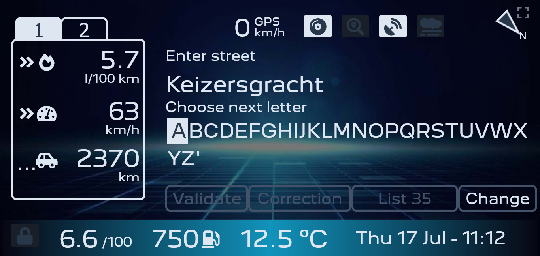 1 2
0 GPS km/h
N
>> 5.7 l/100 km
>> 63 km/h
... 2370 km
Enter street
Keizersgracht
Choose next letter
ABCDEFGHIJKLMNOPQRSTUVWX
YZ'
Validate Correction List 35 Change
6.6 /100 750 12.5 °C Thu 17 Jul - 11:12